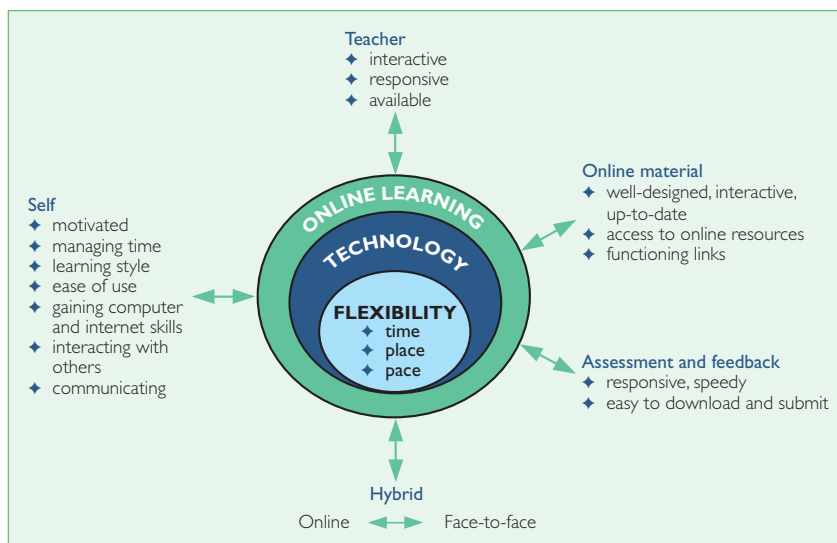 Teacher
✦ interactive
✦ responsive
✦ available
Self
✦ motivated
✦ managing time
✦ learning style
✦ ease of use
✦ gaining computer
and internet skills
✦ interacting with
others
✦ communicating
ONLINE LEARNING
TECHNOLOGY
FLEXIBILITY
✦ time
✦ place
✦ pace
Online material
✦ well-designed, interactive,
up-to-date
✦ access to online resources
✦ functioning links
Assessment and feedback
✦ responsive, speedy
✦ easy to download and submit
Hybrid
Online Face-to-face